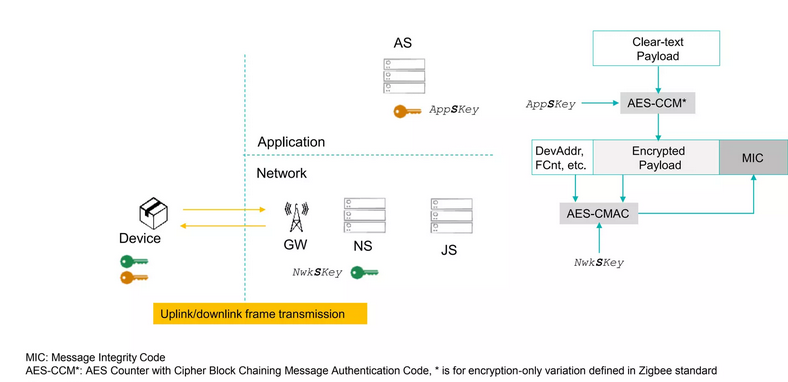 AS
AppSKey
Application
Network
Device
GW
NS
JS
NwkSKey
Uplink/downlink frame transmission
Clear-text
Payload
AppSKey
AES-CCM*
DevAddr,
FCnt, etc.
Encrypted
Payload
MIC
AES-CMAC
NwkSKey
MIC: Message Integrity Code
AES-CCM*: AES Counter with Cipher Block Chaining Message Authentication Code, * is for encryption-only variation defined in Zigbee standard